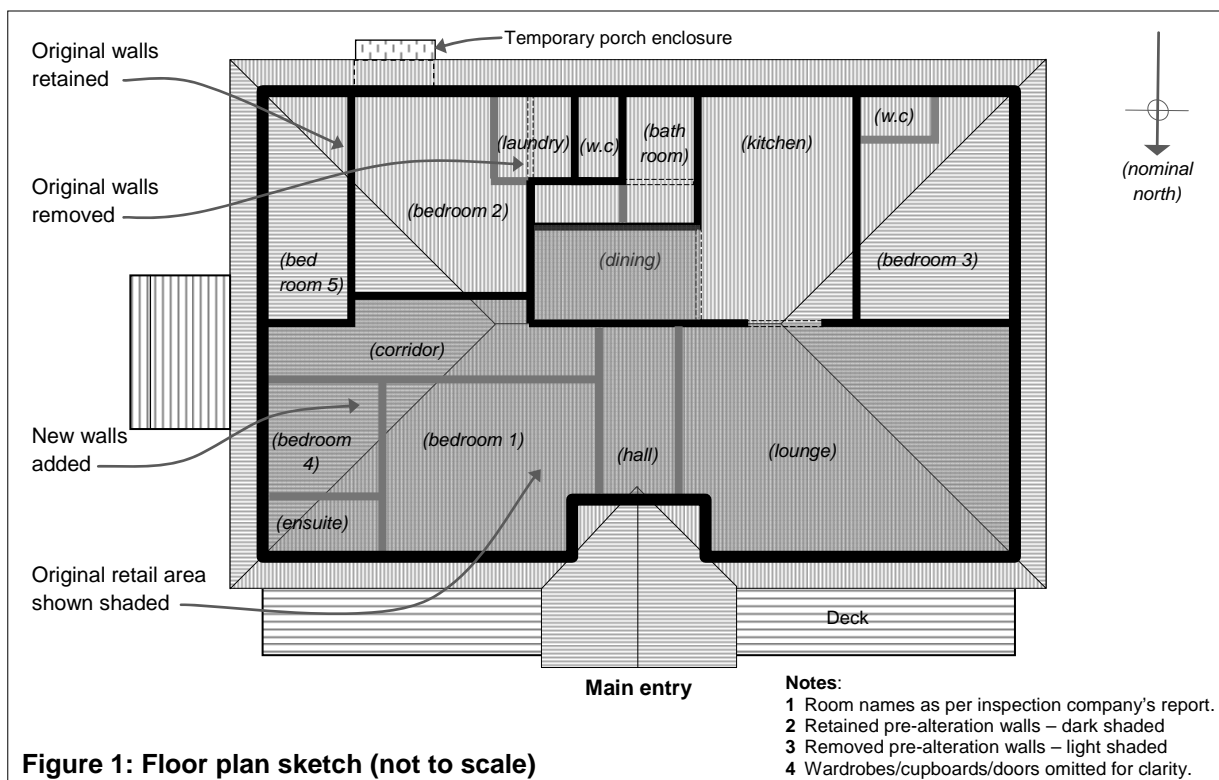 Temporary porch enclosure
Original walls
retained
Original walls
removed
(laundry)
(w.c)
(bath
room)
(kitchen)
(w.c)
(nominal
north)
(bedroom 2)
(bed
room 5)
(dining)
(bedroom 3)
(corridor)
New walls
added
(bedroom
4)
(bedroom 1)
(hall)
(lounge)
(ensuite)
Original retail area
shown shaded
Deck
Main entry
Notes:
1 Room names as per inspection company's report.
2 Retained pre-alteration walls – dark shaded
3 Removed pre-alteration walls – light shaded
4 Wardrobes/cupboards/doors omitted for clarity.
Figure 1: Floor plan sketch (not to scale)